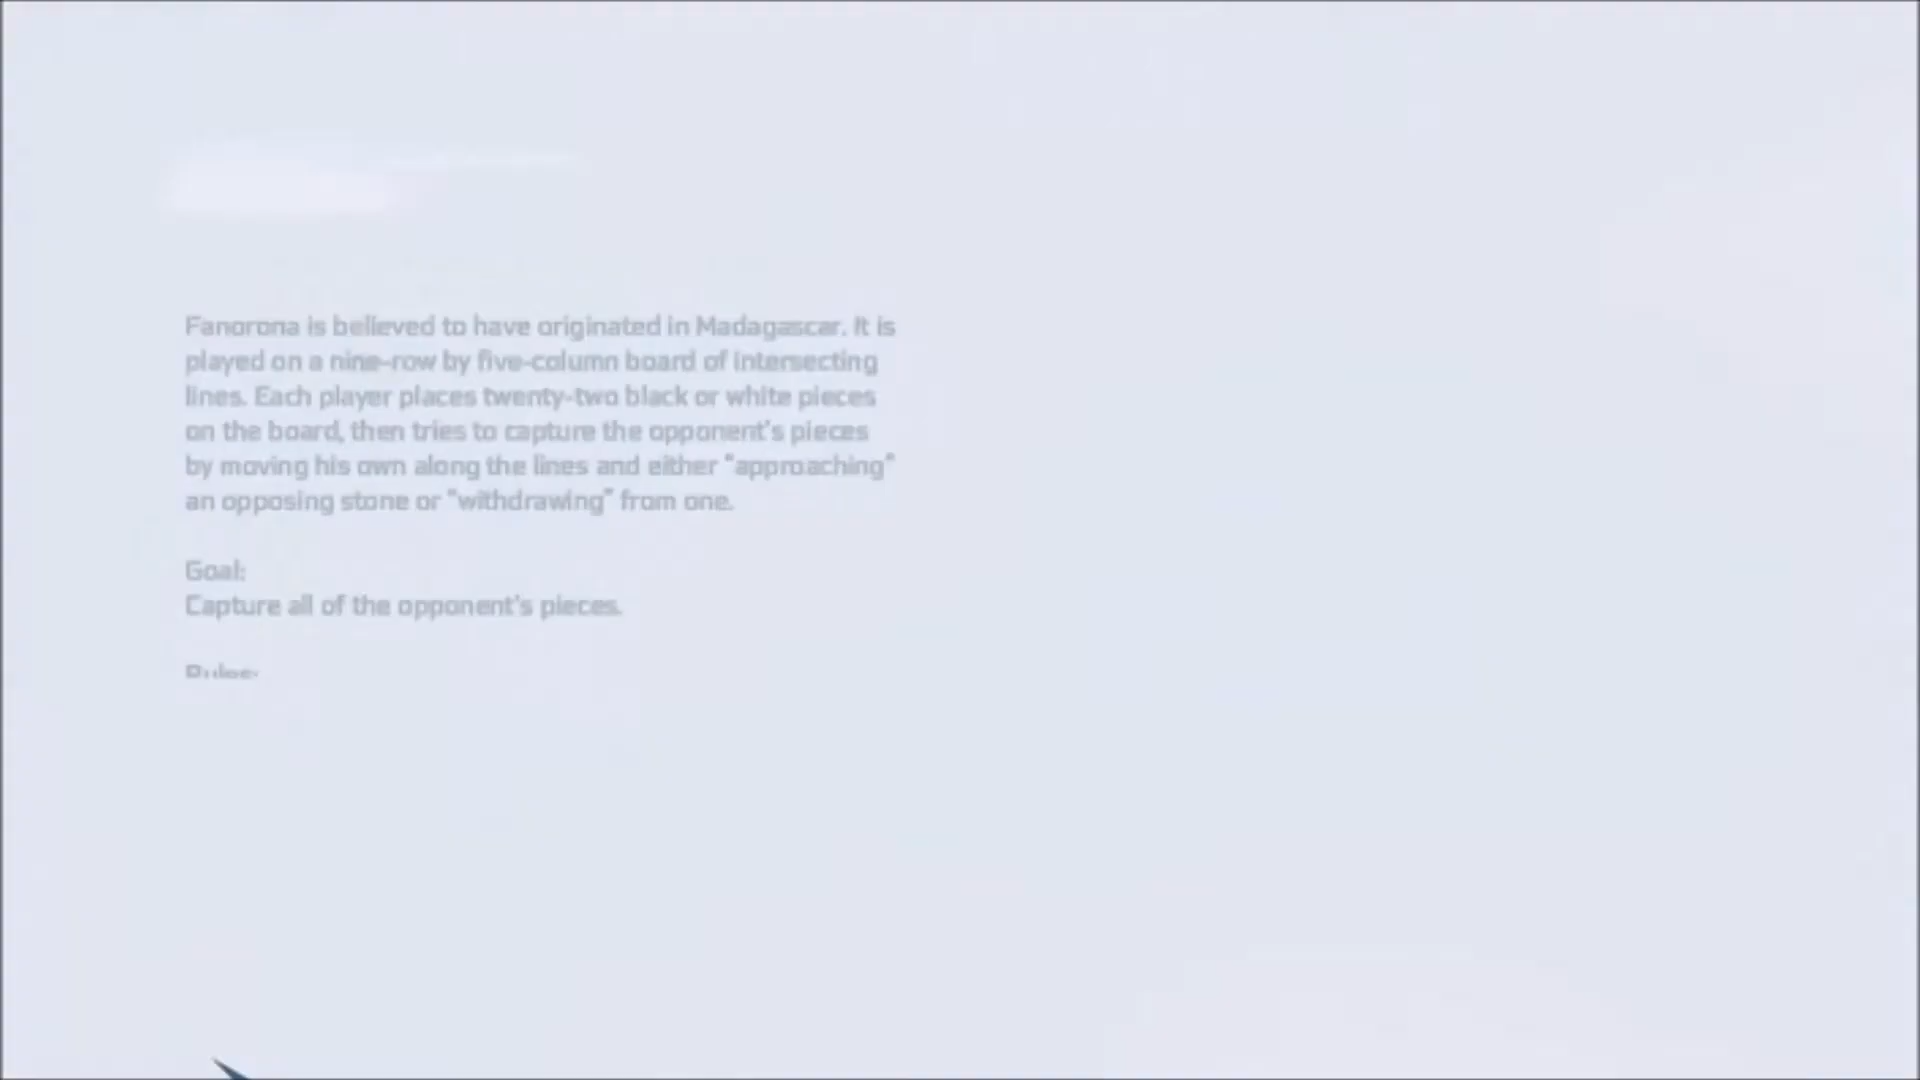 Fanorona is believed to have originated in Madagascar. It is
played on a nine-row by five-column board of intersecting
lines. Each player places twenty-two black or white pieces
on the board, then tries to capture the opponent's pieces
by moving his own along the lines and either "approaching"
an opposing stone or "withdrawing" from one.
Goal:
Capture all of the opponent's pieces.
Rules: